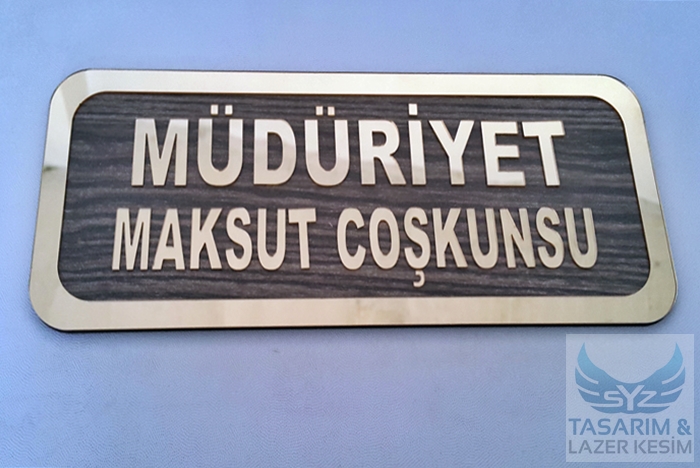 MÜDÜRİYET
MAKSUT COŞKUNSU
SYZ
TASARIM &
LAZER KESİM